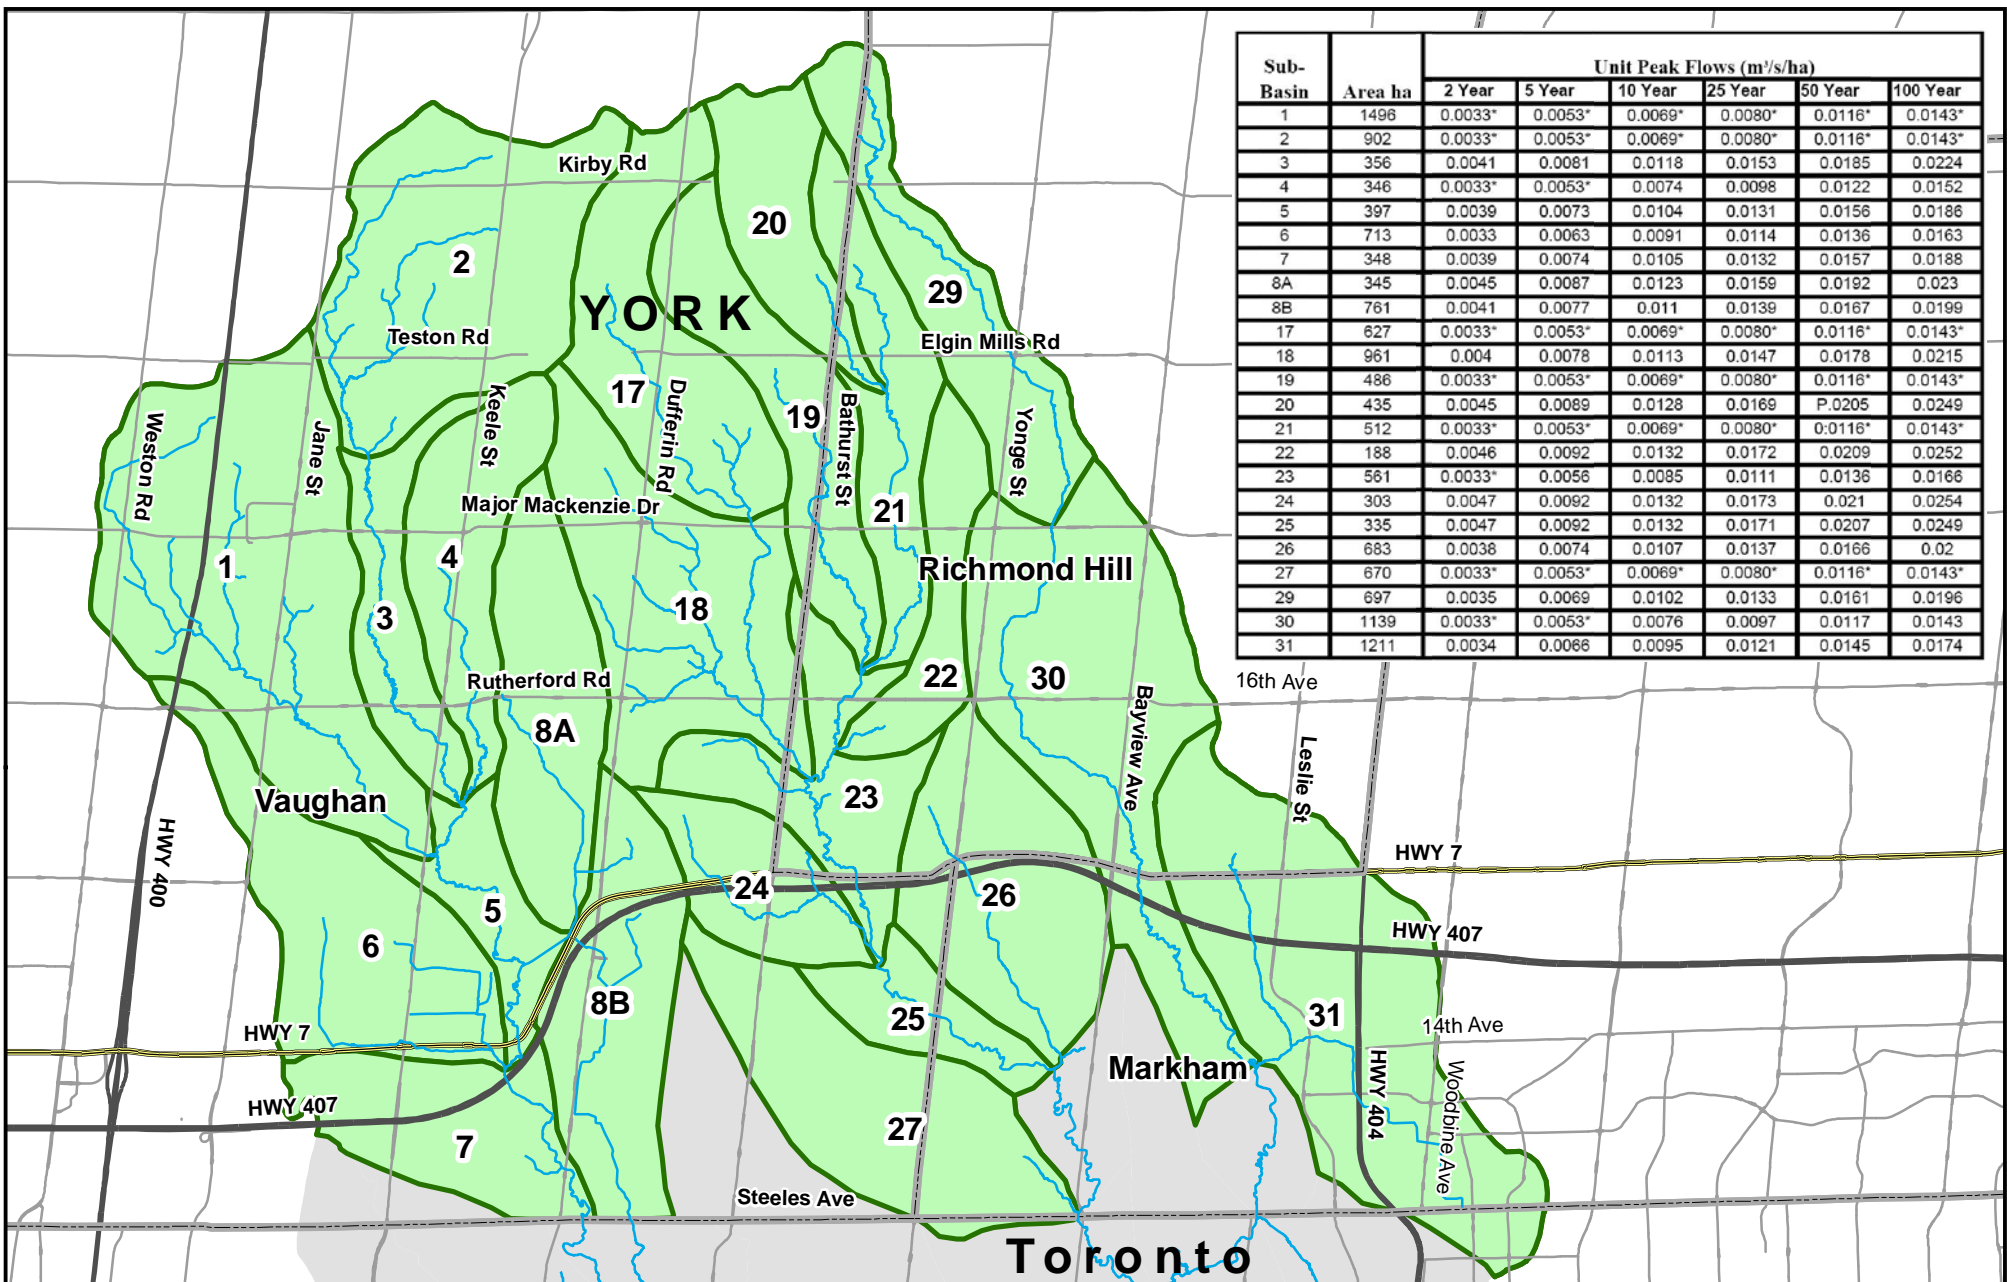 Sub-Basin Area ha Unit Peak Flows (m³/s/ha)
2 Year 5 Year 10 Year 25 Year 50 Year 100 Year
1 1496 0.0033* 0.0053* 0.0069* 0.0080* 0.0116* 0.0143*
2 902 0.0033* 0.0053* 0.0069* 0.0080* 0.0116* 0.0143*
3 356 0.0041 0.0081 0.0118 0.0153 0.0185 0.0224
4 346 0.0033* 0.0053* 0.0074 0.0098 0.0122 0.0152
5 397 0.0039 0.0073 0.0104 0.0131 0.0156 0.0186
6 713 0.0033 0.0063 0.0091 0.0114 0.0136 0.0163
7 348 0.0039 0.0074 0.0105 0.0132 0.0157 0.0188
8A 345 0.0045 0.0087 0.0123 0.0159 0.0192 0.023
8B 761 0.0041 0.0077 0.011 0.0139 0.0167 0.0199
17 627 0.0033* 0.0053* 0.0069* 0.0080* 0.0116* 0.0143*
18 961 0.004 0.0078 0.0113 0.0147 0.0178 0.0215
19 486 0.0033* 0.0053* 0.0069* 0.0080* 0.0116* 0.0143*
20 435 0.0045 0.0089 0.0128 0.0169 P.0205 0.0249
21 512 0.0033* 0.0053* 0.0069* 0.0080* 0:0116* 0.0143*
22 188 0.0046 0.0092 0.0132 0.0172 0.0209 0.0252
23 561 0.0033* 0.0056 0.0085 0.0111 0.0136 0.0166
24 303 0.0047 0.0092 0.0132 0.0173 0.021 0.0254
25 335 0.0047 0.0092 0.0132 0.0171 0.0207 0.0249
26 683 0.0038 0.0074 0.0107 0.0137 0.0166 0.02
27 670 0.0033* 0.0053* 0.0069* 0.0080* 0.0116* 0.0143*
29 697 0.0035 0.0069 0.0102 0.0133 0.0161 0.0196
30 1139 0.0033* 0.0053* 0.0076 0.0097 0.0117 0.0143
31 1211 0.0034 0.0066 0.0095 0.0121 0.0145 0.0174
Kirby Rd
20
2
29
YORK
Teston Rd
Elgin Mills Rd
17
19
Keele St
Dufferin Rd
Bathurst St
Yonge St
Weston Rd
Jane St
Major Mackenzie Dr
21
4
1
Richmond Hill
3
18
Rutherford Rd
22
30
16th Ave
8A
Bayview Ave
Leslie St
Vaughan
23
HWY 400
HWY 7
24
26
5
6
HWY 407
8B
25
31
14th Ave
HWY 7
Markham
HWY 404
Woodbine Ave
HWY 407
27
7
Steeles Ave
Toronto